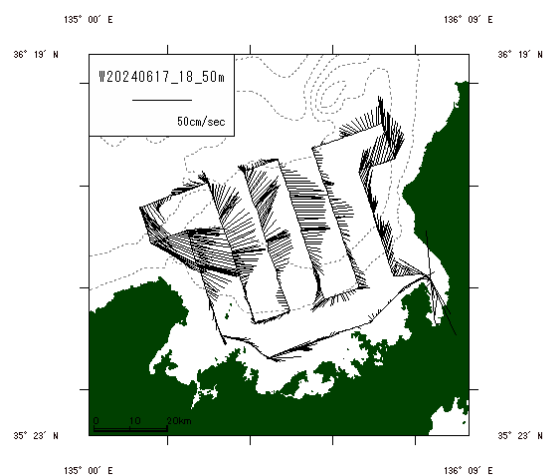 135° 00′ E 136° 09′ E
36° 19′ N 36° 19′ N
W20240617_18_50m
50cm/sec
0 10 20km
35° 23′ N 35° 23′ N
135° 00′ E 136° 09′ E